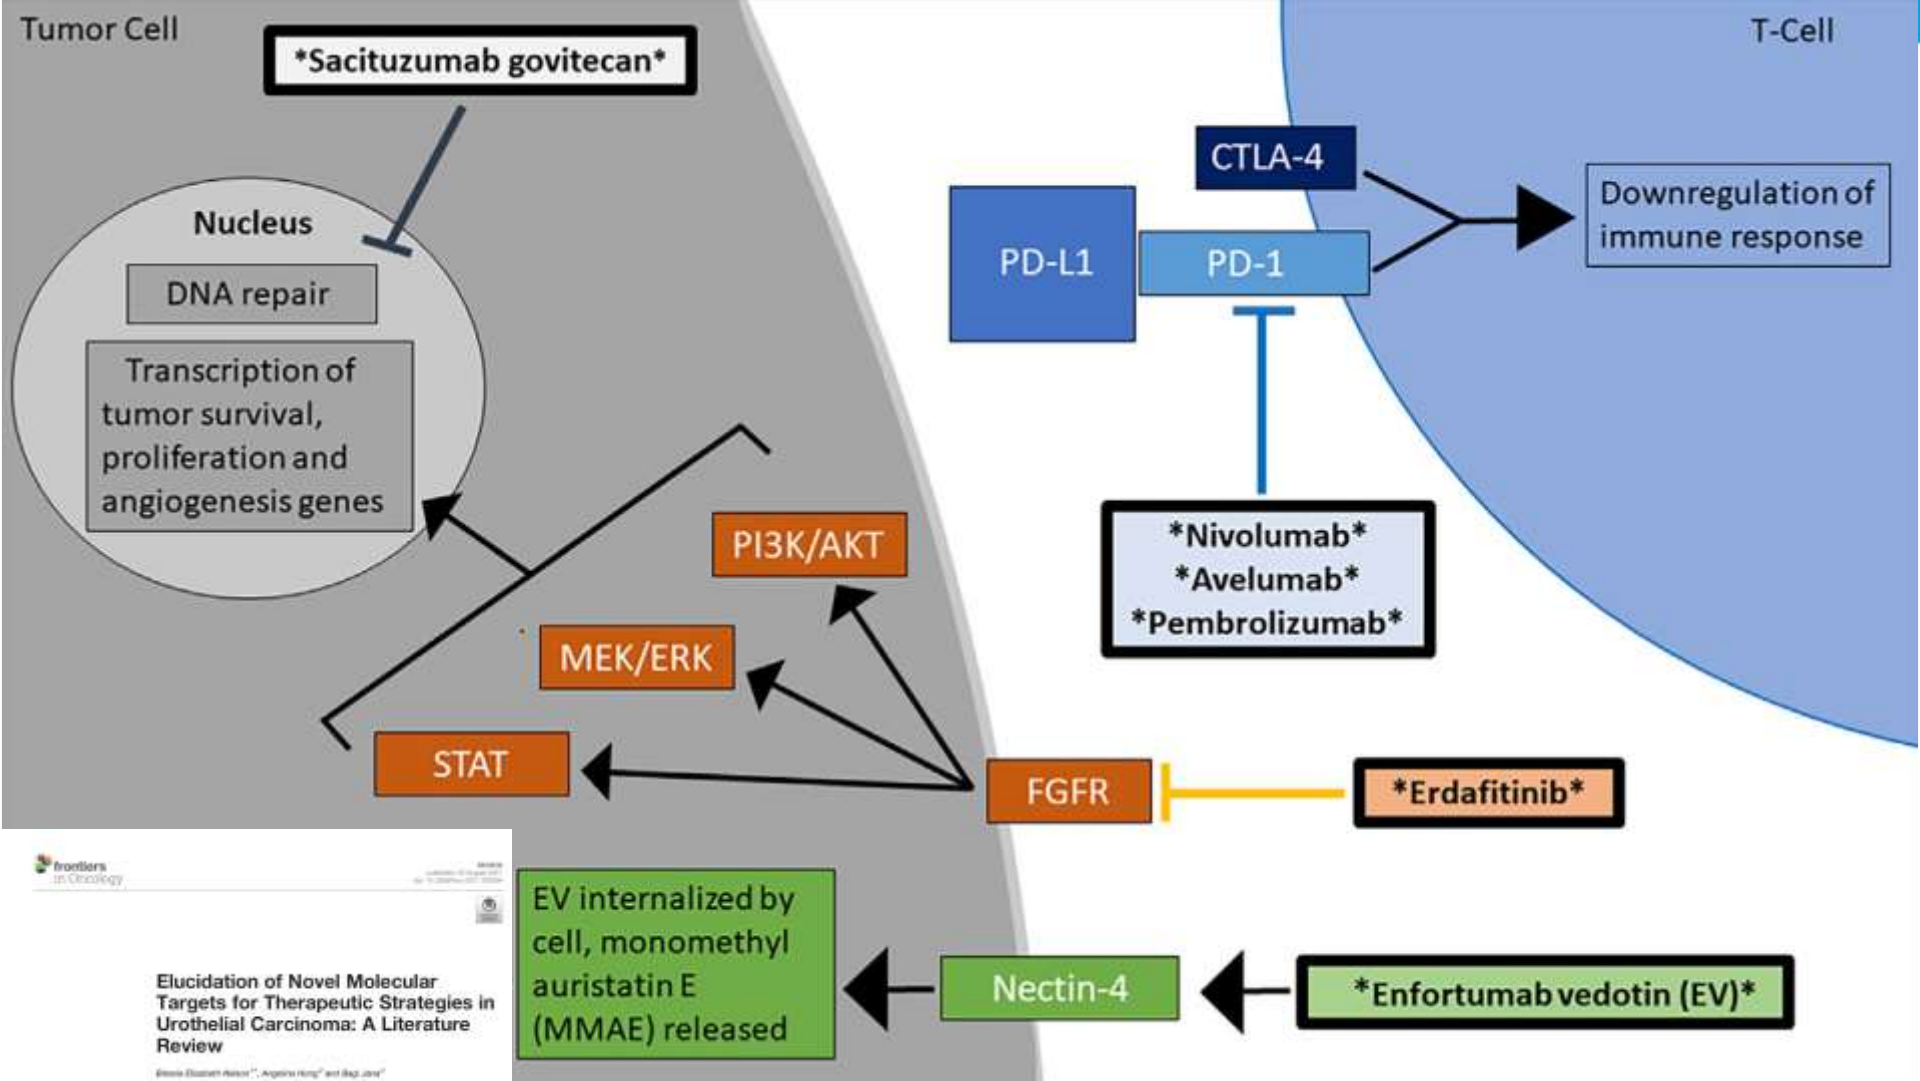 Tumor Cell
*Sacituzumab govitecan*
T-Cell
CTLA-4
Downregulation of
immune response
PD-L1
PD-1
Nucleus
DNA repair
Transcription of
tumor survival,
proliferation and
angiogenesis genes
PI3K/AKT
*Nivolumab*
*Avelumab*
*Pembrolizumab*
MEK/ERK
STAT
FGFR
*Erdafitinib*
EV internalized by
cell, monomethyl
auristatin E
(MMAE) released
Nectin-4
*Enfortumab vedotin (EV)*
frontiers
in Oncology
Elucidation of Novel Molecular
Targets for Therapeutic Strategies in
Urothelial Carcinoma: A Literature
Review